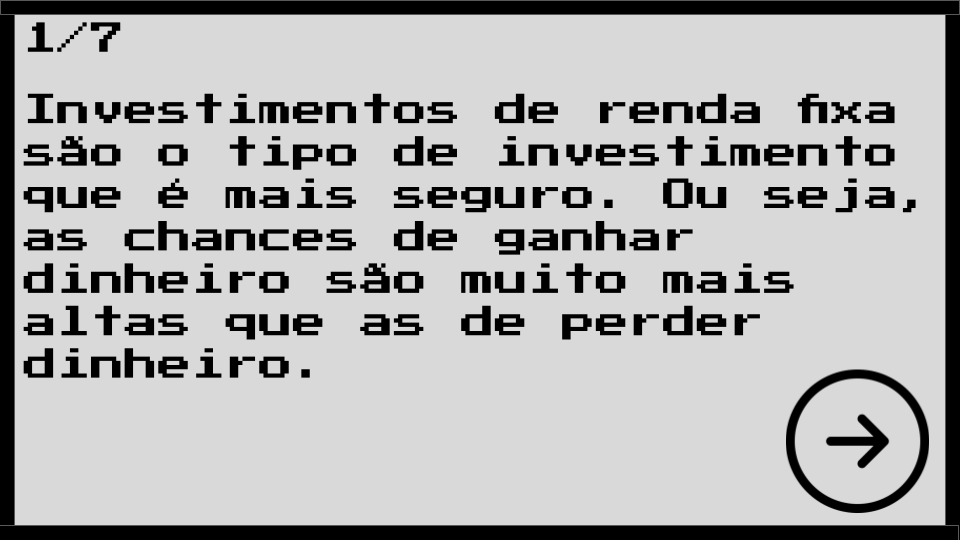 1/7
Investimentos de renda fixa
são o tipo de investimento
que é mais seguro. Ou seja,
as chances de ganhar
dinheiro são muito mais
altas que as de perder
dinheiro.